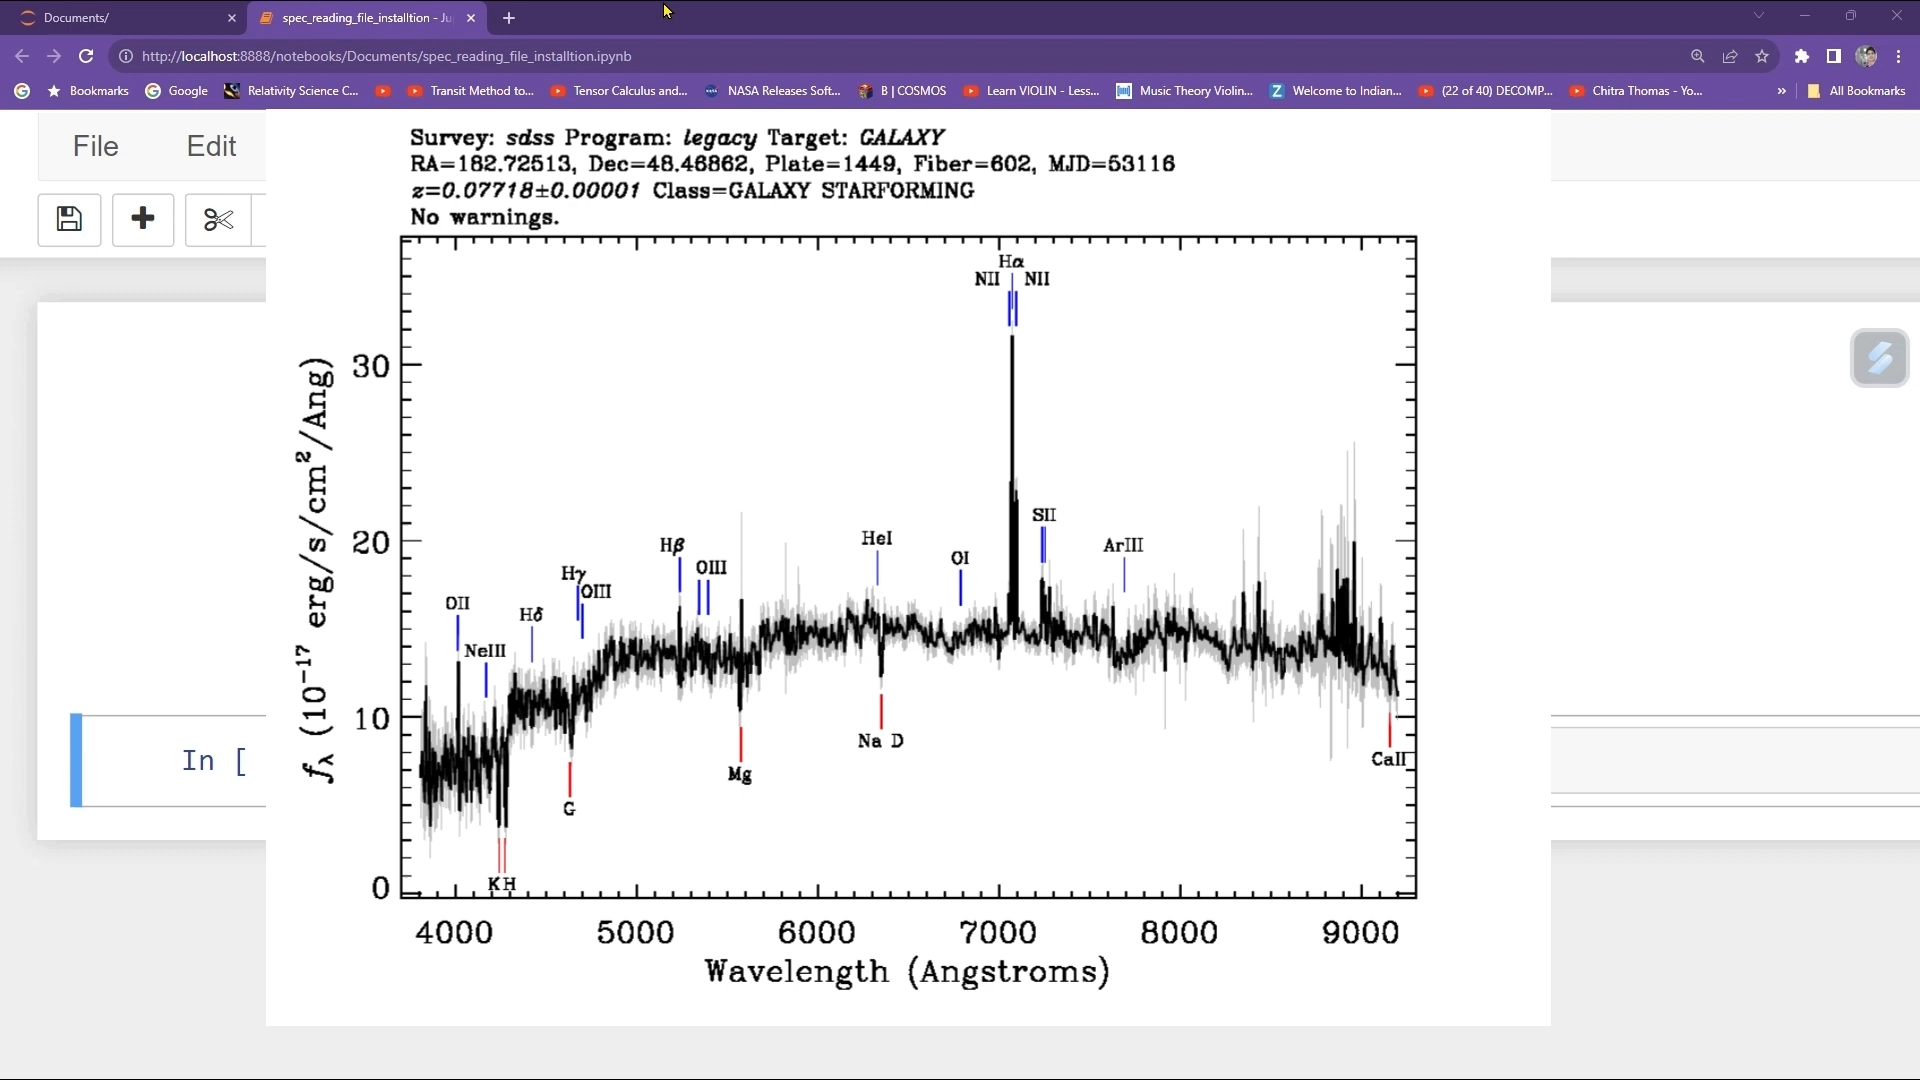 Documents/
spec_reading_file_installtion - Ju
http://localhost:8888/notebooks/Documents/spec_reading_file_installtion.ipynb
Bookmarks Google Relativity Science C... Transit Method to... Tensor Calculus and... NASA Releases Soft... B | COSMOS Learn VIOLIN - Less... Music Theory Violin... Welcome to Indian... (22 of 40) DECOMP... Chitra Thomas - Yo... » All Bookmarks
File Edit
Survey: sdss Program: legacy Target: GALAXY
RA=182.72513, Dec=48.46862, Plate=1449, Fiber=602, MJD=53116
z=0.07718±0.00001 Class=GALAXY STARFORMING
No warnings.
Hα
NII NII
30
SII
20
HeI
Hβ
ArIII
OI
OIII
Hγ
OIII
OII
Hδ
NeIII
10
Na D
CaII
Mg
G
K H
0
fλ (10⁻¹⁷ erg/s/cm²/Ang)
4000 5000 6000 7000 8000 9000
Wavelength (Angstroms)
In [